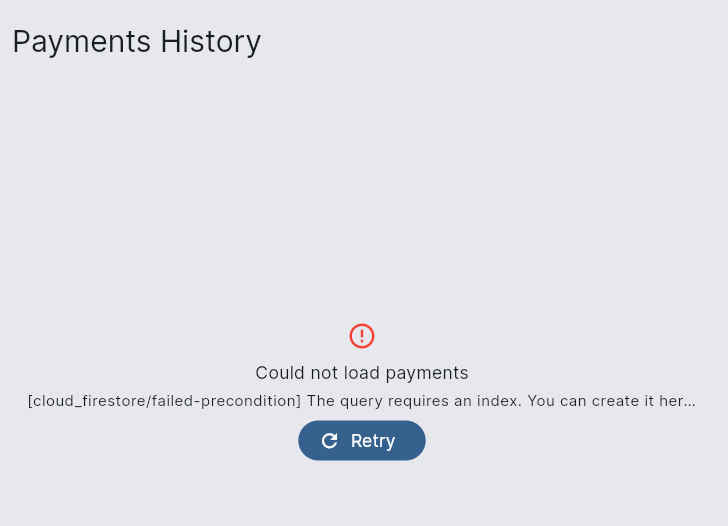 Payments History
Could not load payments
[cloud_firestore/failed-precondition] The query requires an index. You can create it her...
Retry